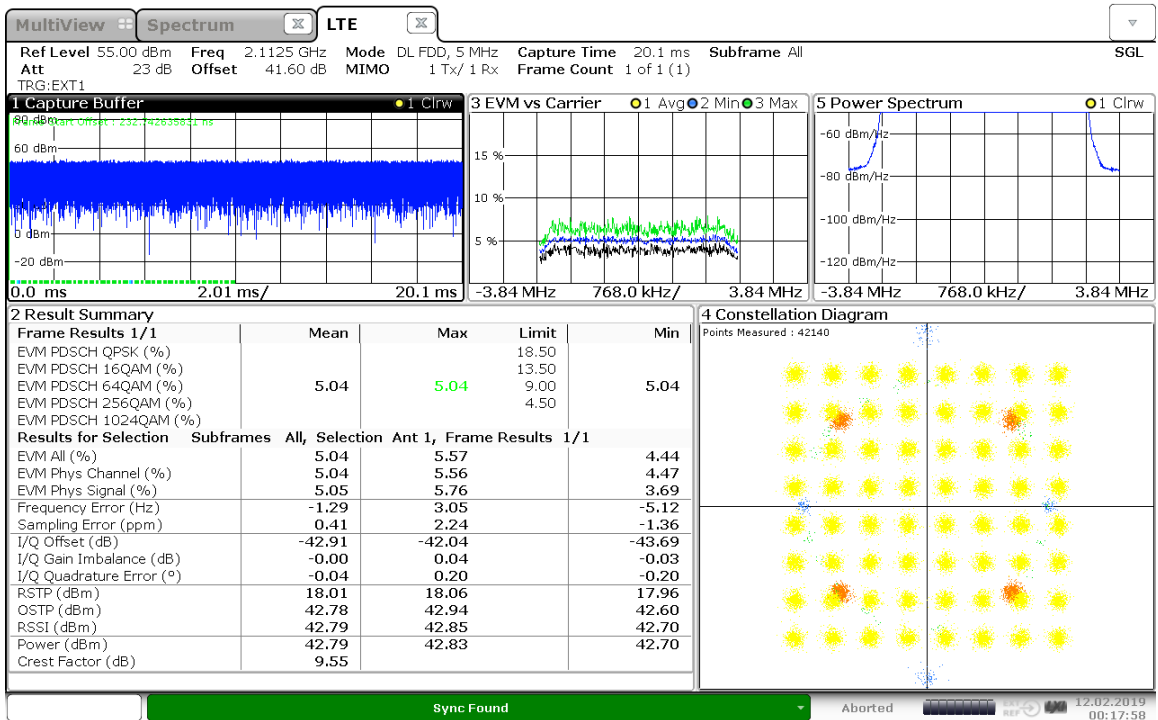 MultiView Spectrum LTE
Ref Level 55.00 dBm Freq 2.1125 GHz Mode DL FDD, 5 MHz Capture Time 20.1 ms Subframe All SGL
Att 23 dB Offset 41.60 dB MIMO 1 Tx/ 1 Rx Frame Count 1 of 1 (1)
TRG:EXT1
1 Capture Buffer 1 Clrw
80 dBm
Frame Start Offset : 232.742635831 ms
60 dBm
0 dBm
-20 dBm
0.0 ms 2.01 ms/ 20.1 ms
3 EVM vs Carrier 1 Avg 2 Min 3 Max
15 %
10 %
5 %
-3.84 MHz 768.0 kHz/ 3.84 MHz
5 Power Spectrum 1 Clrw
-60 dBm/Hz
-80 dBm/Hz
-100 dBm/Hz
-120 dBm/Hz
-3.84 MHz 768.0 kHz/ 3.84 MHz
2 Result Summary
Frame Results 1/1 Mean Max Limit Min
EVM PDSCH QPSK (%) 18.50
EVM PDSCH 16QAM (%) 13.50
EVM PDSCH 64QAM (%) 5.04 5.04 9.00 5.04
EVM PDSCH 256QAM (%) 4.50
EVM PDSCH 1024QAM (%)
Results for Selection Subframes All, Selection Ant 1, Frame Results 1/1
EVM All (%) 5.04 5.57 4.44
EVM Phys Channel (%) 5.04 5.56 4.47
EVM Phys Signal (%) 5.05 5.76 3.69
Frequency Error (Hz) -1.29 3.05 -5.12
Sampling Error (ppm) 0.41 2.24 -1.36
I/Q Offset (dB) -42.91 -42.04 -43.69
I/Q Gain Imbalance (dB) -0.00 0.04 -0.03
I/Q Quadrature Error (°) -0.04 0.20 -0.20
RSTP (dBm) 18.01 18.06 17.96
OSTP (dBm) 42.78 42.94 42.60
RSSI (dBm) 42.79 42.85 42.70
Power (dBm) 42.79 42.83 42.70
Crest Factor (dB) 9.55
4 Constellation Diagram
Points Measured : 42140
Sync Found Aborted EXT REF LXI 12.02.2019
00:17:58